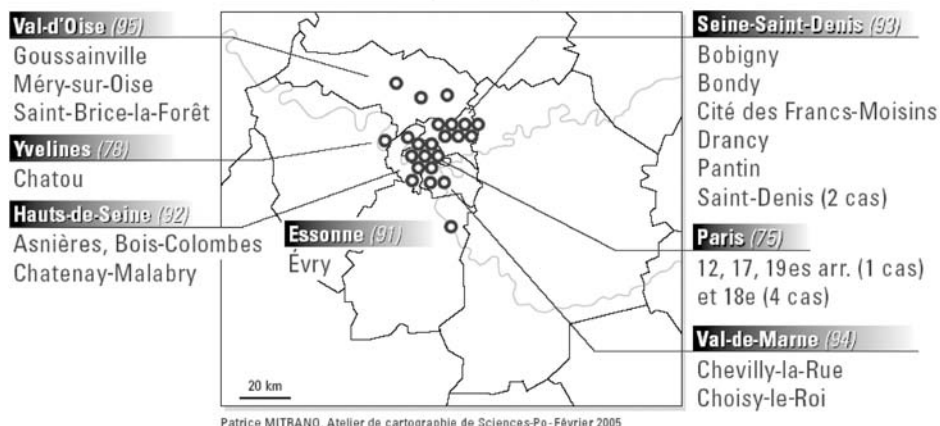 Val-d'Oise (95)
Goussainville
Méry-sur-Oise
Saint-Brice-la-Forêt
Yvelines (78)
Chatou
Hauts-de-Seine (92)
Asnières, Bois-Colombes
Chatenay-Malabry
Essonne (91)
Évry
20 km
Seine-Saint-Denis (93)
Bobigny
Bondy
Cité des Francs-Moisins
Drancy
Pantin
Saint-Denis (2 cas)
Paris (75)
12, 17, 19es arr. (1 cas)
et 18e (4 cas)
Val-de-Marne (94)
Chevilly-la-Rue
Choisy-le-Roi
Patrice MITRANO, Atelier de cartographie de Sciences-Po - Février 2005